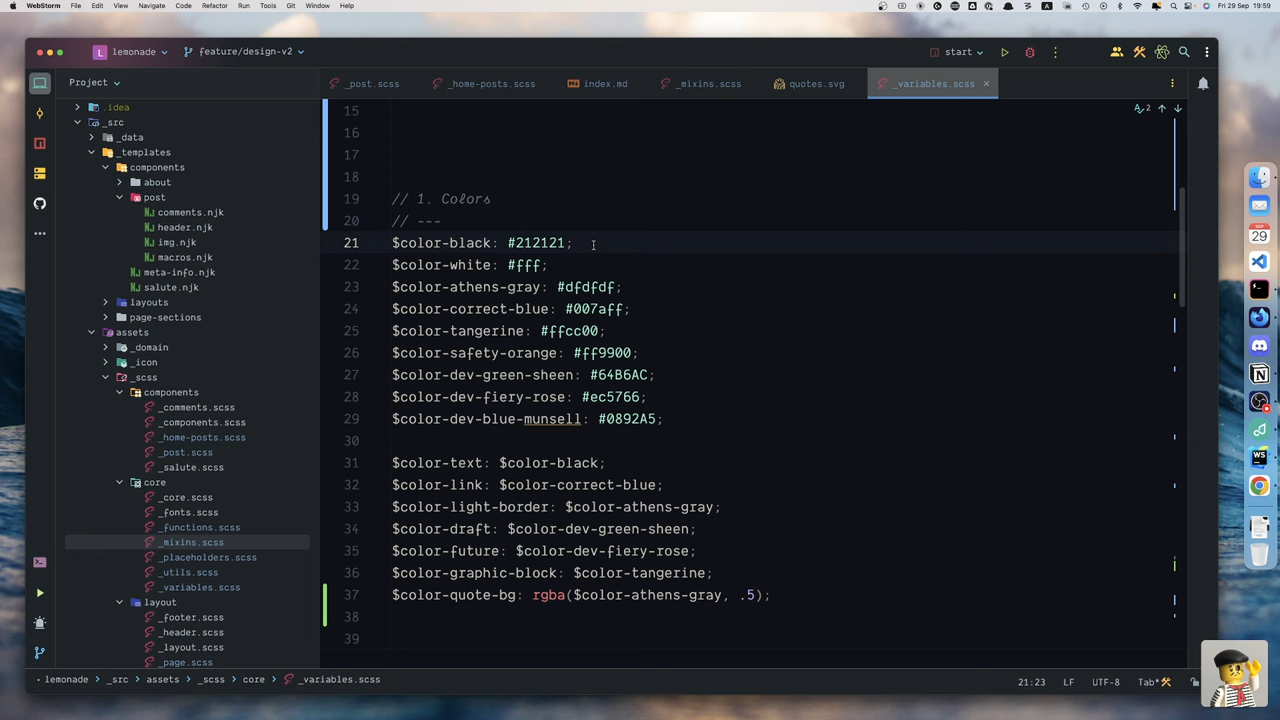 WebStorm File Edit View Navigate Code Refactor Run Tools Git Window Help
A
Fri 29 Sep 19:59
L lemonade feature/design-v2 start
Project
_post.scss _home-posts.scss index.md _mixins.scss quotes.svg _variables.scss
.idea
_src
_data
_templates
components
about
post
comments.njk
header.njk
img.njk
macros.njk
meta-info.njk
salute.njk
layouts
page-sections
assets
_domain
_icon
_scss
components
_comments.scss
_components.scss
_home-posts.scss
_post.scss
_salute.scss
core
_core.scss
_fonts.scss
_functions.scss
_mixins.scss
_placeholders.scss
_utils.scss
_variables.scss
layout
_footer.scss
_header.scss
_layout.scss
_page.scss
2
15
16
17
18
19 // 1. Colors
20 // ---
21 $color-black: #212121;
22 $color-white: #fff;
23 $color-athens-gray: #dfdfdf;
24 $color-correct-blue: #007aff;
25 $color-tangerine: #ffcc00;
26 $color-safety-orange: #ff9900;
27 $color-dev-green-sheen: #64B6AC;
28 $color-dev-fiery-rose: #ec5766;
29 $color-dev-blue-munsell: #0892A5;
30
31 $color-text: $color-black;
32 $color-link: $color-correct-blue;
33 $color-light-border: $color-athens-gray;
34 $color-draft: $color-dev-green-sheen;
35 $color-future: $color-dev-fiery-rose;
36 $color-graphic-block: $color-tangerine;
37 $color-quote-bg: rgba($color-athens-gray, .5);
38
39
SEP
29
WS
lemonade _src assets _scss core _variables.scss
21:23 LF UTF-8 Tab*